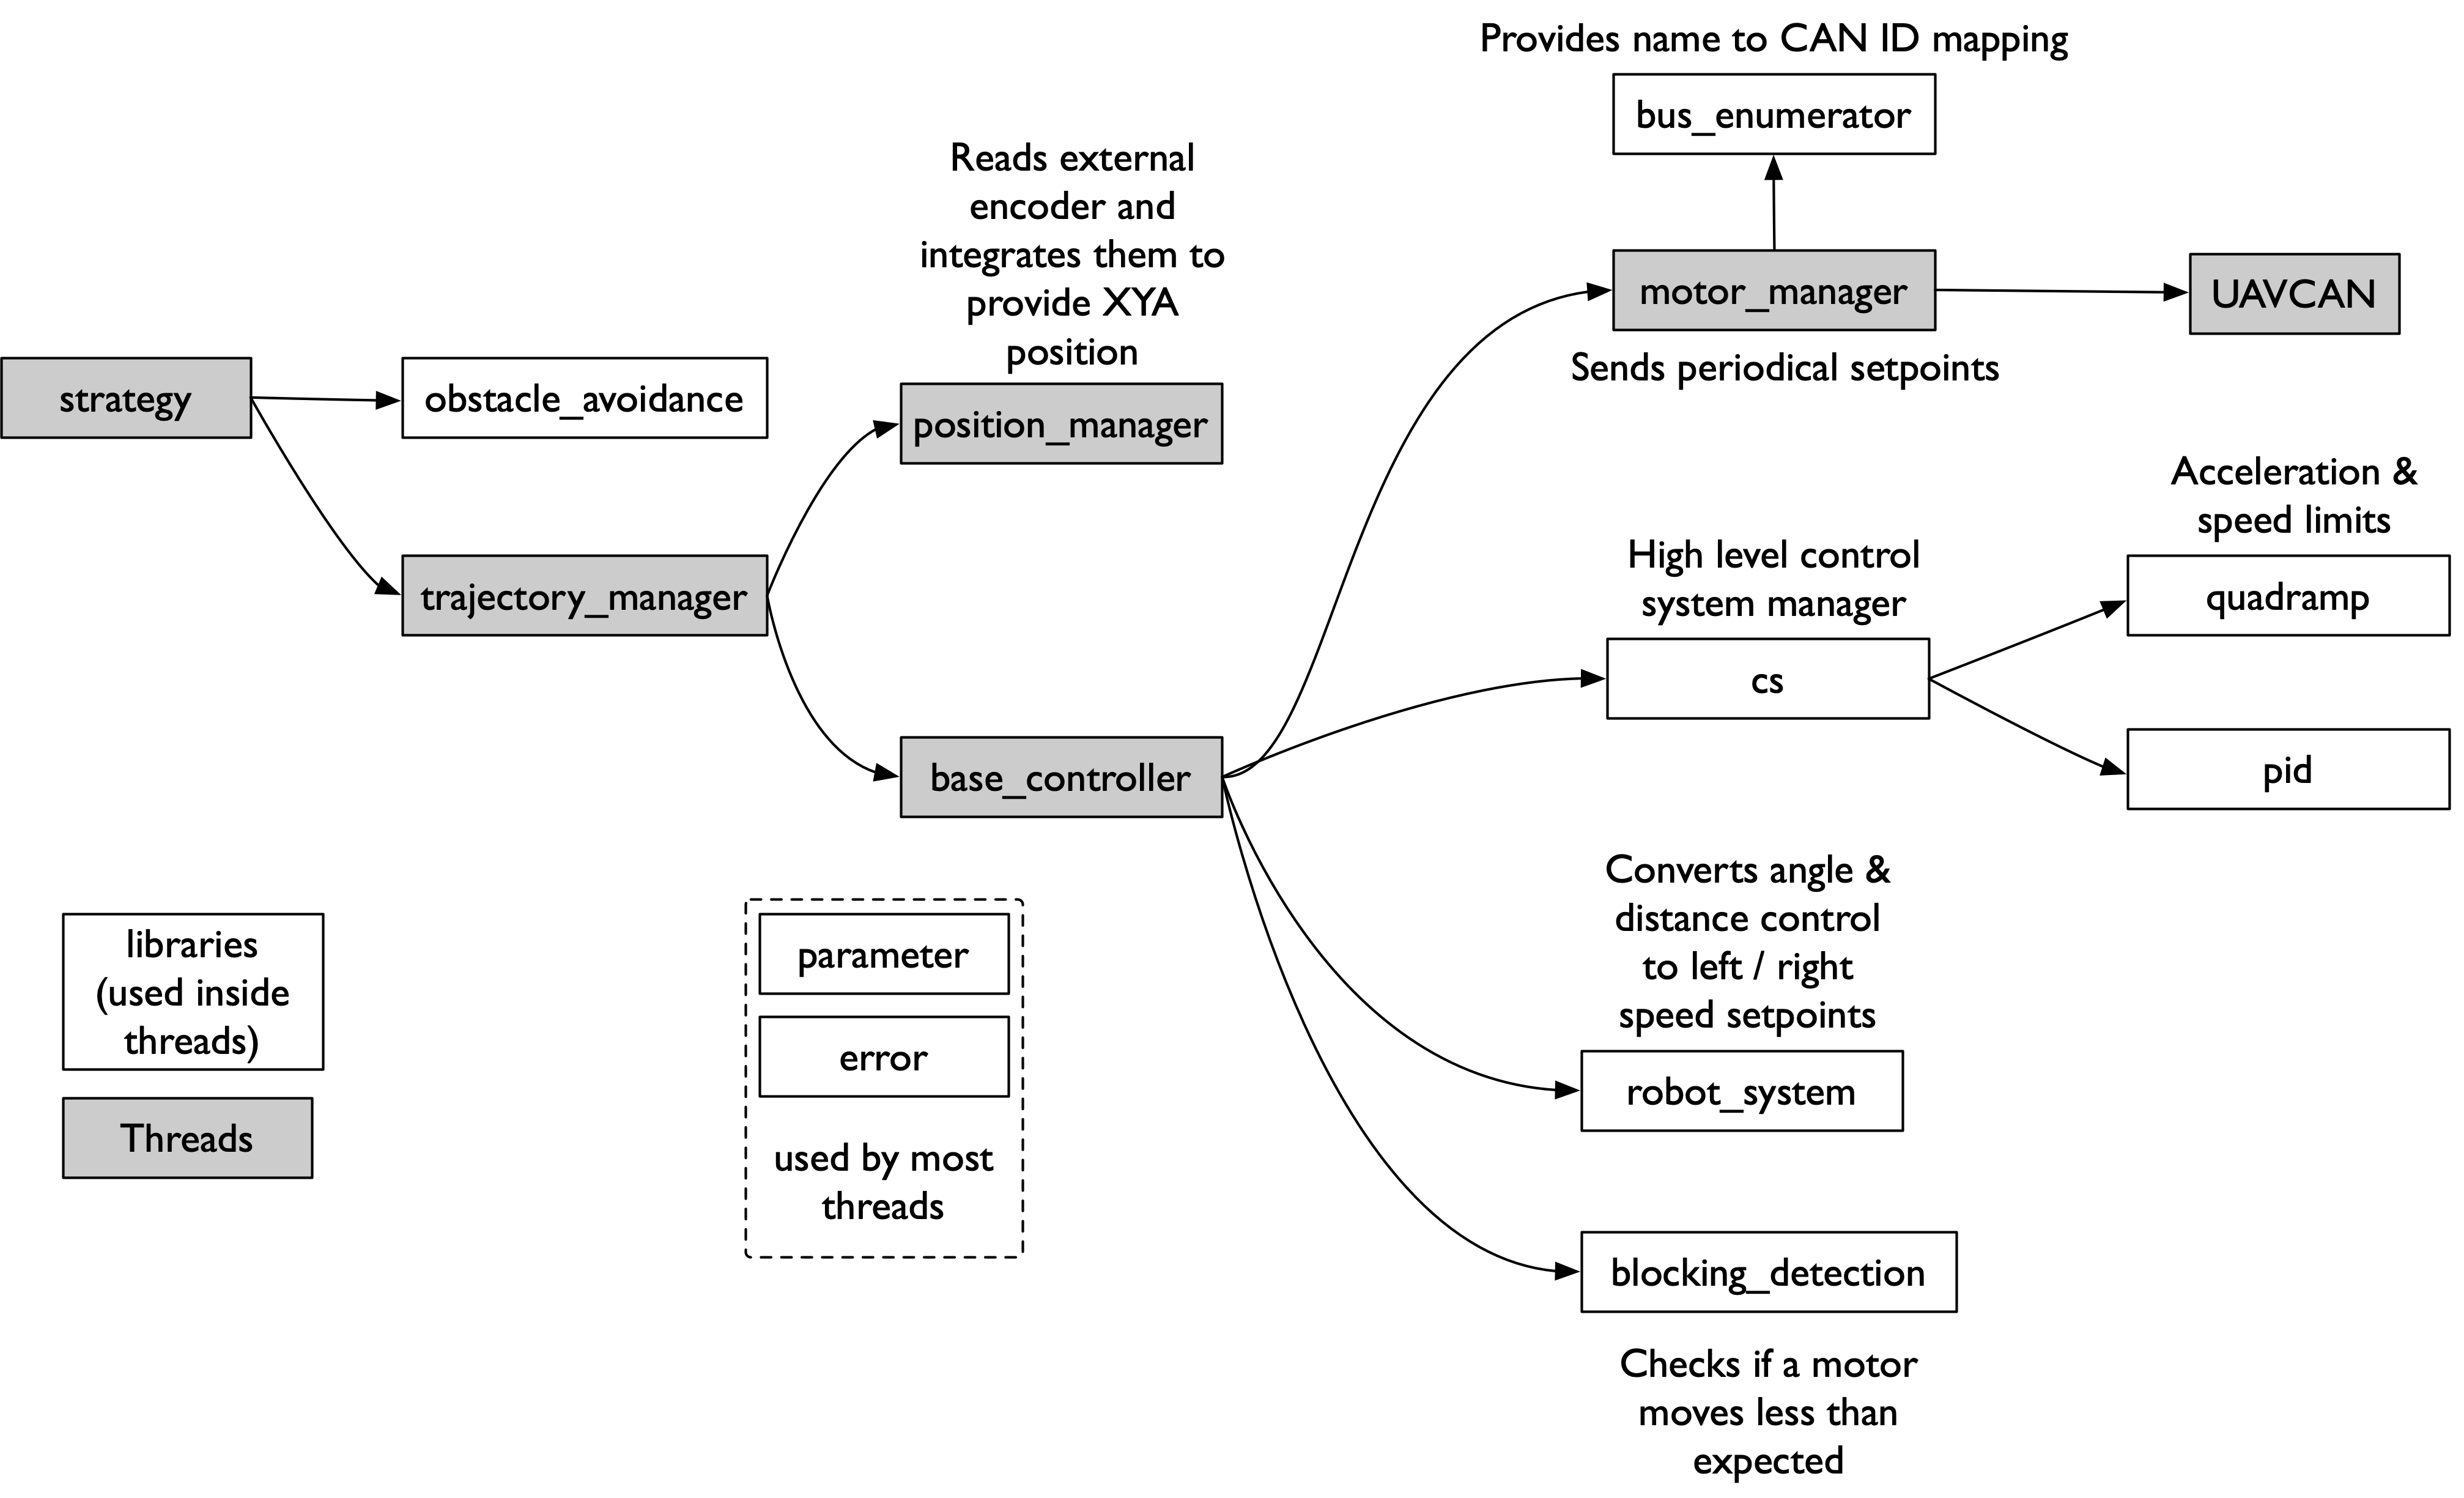 Provides name to CAN ID mapping
bus_enumerator
Reads external
encoder and
integrates them to
provide XYA
position
motor_manager
UAVCAN
Sends periodical setpoints
strategy
obstacle_avoidance
position_manager
Acceleration &
speed limits
High level control
system manager
quadramp
trajectory_manager
cs
pid
base_controller
Converts angle &
distance control
to left / right
speed setpoints
robot_system
libraries
(used inside
threads)
Threads
parameter
error
used by most
threads
blocking_detection
Checks if a motor
moves less than
expected